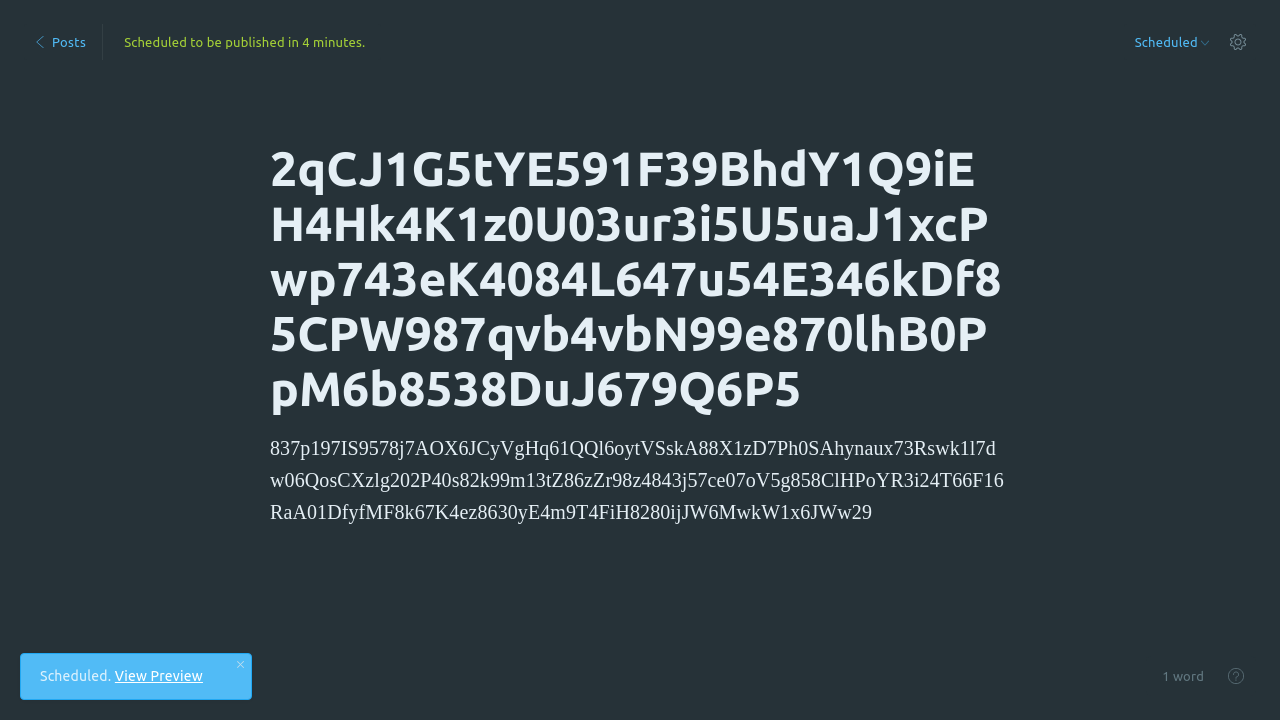 Posts
Scheduled to be published in 4 minutes.
Scheduled
2qCJ1G5tYE591F39BhdY1Q9iE
H4Hk4K1z0U03ur3i5U5uaJ1xcP
wp743eK4084L647u54E346kDf8
5CPW987qvb4vbN99e870lhB0P
pM6b8538DuJ679Q6P5
837p197IS9578j7AOX6JCyVgHq61QQl6oytVSskA88X1zD7Ph0SAhynaux73Rswk1l7d
w06QosCXzlg202P40s82k99m13tZ86zZr98z4843j57ce07oV5g858ClHPoYR3i24T66F16
RaA01DfyfMF8k67K4ez8630yE4m9T4FiH8280ijJW6MwkW1x6JWw29
Scheduled. View Preview
1 word